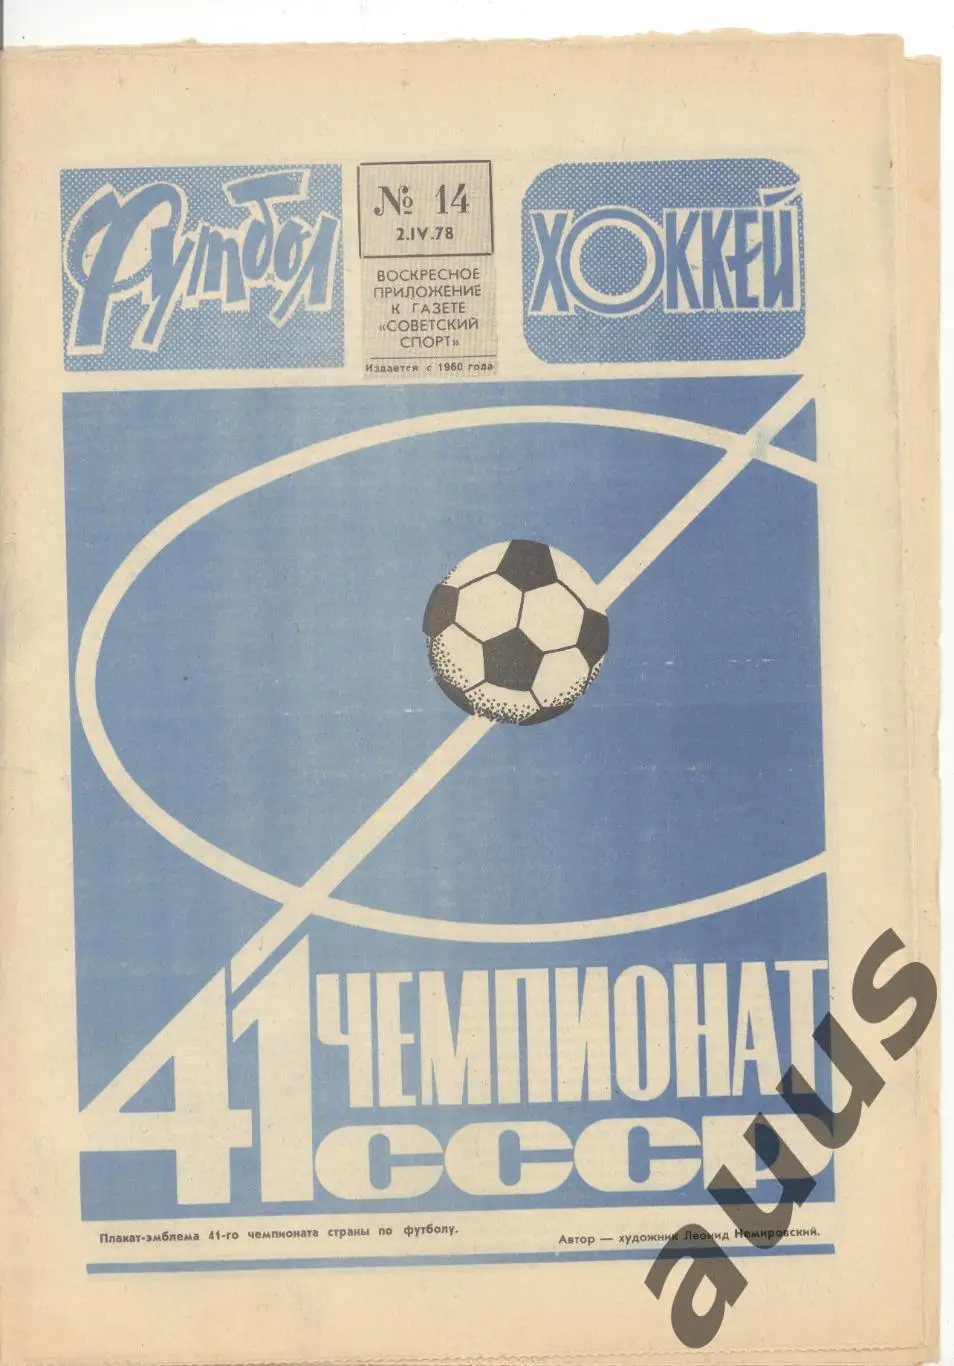 Футбол
№ 14
2.IV.78
ВОСКРЕСНОЕ
ПРИЛОЖЕНИЕ
К ГАЗЕТЕ
«СОВЕТСКИЙ
СПОРТ»
Издается с 1960 года
ХОККЕЙ
41 ЧЕМПИОНАТ
СССР
Плакат-эмблема 41-го чемпионата страны по футболу.
Автор — художник Леонид Немировский.
auus